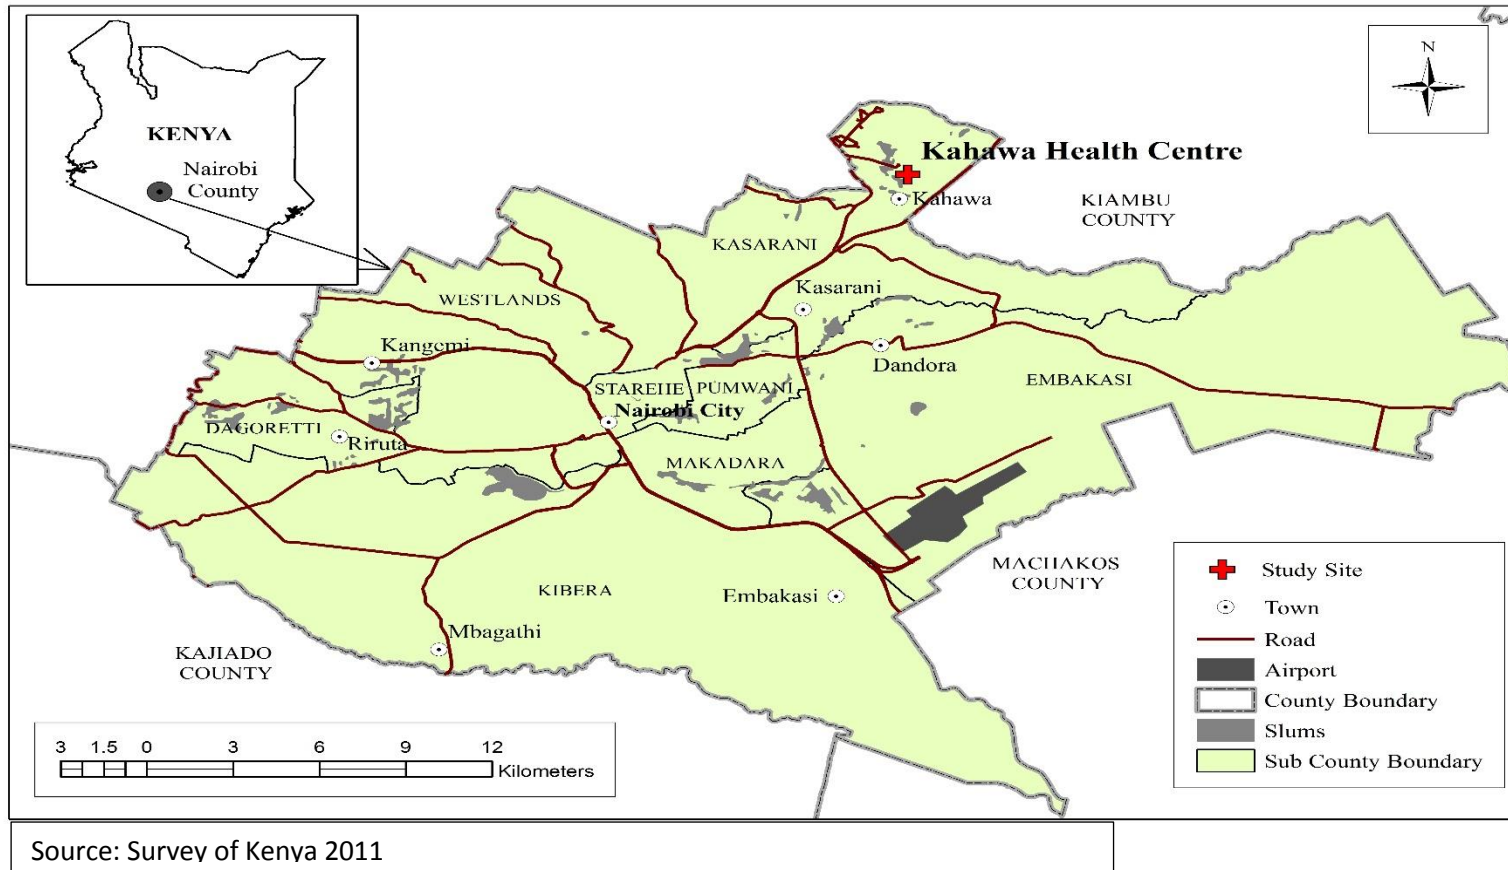 KENYA
Nairobi
County
N
Kahawa Health Centre
Kahawa
KIAMBU
COUNTY
KASARANI
Kasarani
WESTLANDS
Kangemi
Dandora
STAREHE
PUMWANI
EMBAKASI
Nairobi City
DAGORETTI
Riruta
MAKADARA
MACHAKOS
COUNTY
KIBERA
Embakasi
Mbagathi
KAJIADO
COUNTY
Study Site
Town
Road
Airport
County Boundary
Slums
Sub County Boundary
3 1.5 0 3 6 9 12
Kilometers
Source: Survey of Kenya 2011